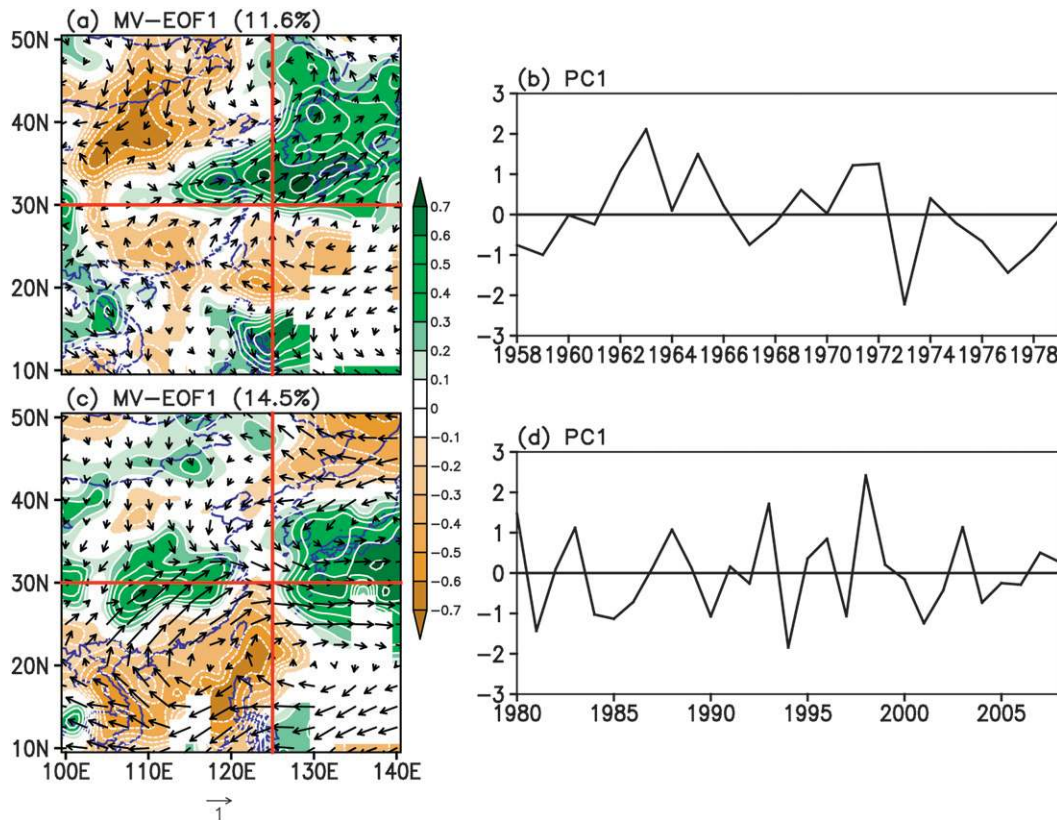 (a) MV-EOF1 (11.6%)
50N
40N
30N
20N
10N
(b) PC1
3
2
1
0
-1
-2
-3
1958 1960 1962 1964 1966 1968 1970 1972 1974 1976 1978
0.7
0.6
0.5
0.4
0.3
0.2
0.1
0
-0.1
-0.2
-0.3
-0.4
-0.5
-0.6
-0.7
(c) MV-EOF1 (14.5%)
50N
40N
30N
20N
10N
100E 110E 120E 130E 140E
1
(d) PC1
3
2
1
0
-1
-2
-3
1980 1985 1990 1995 2000 2005